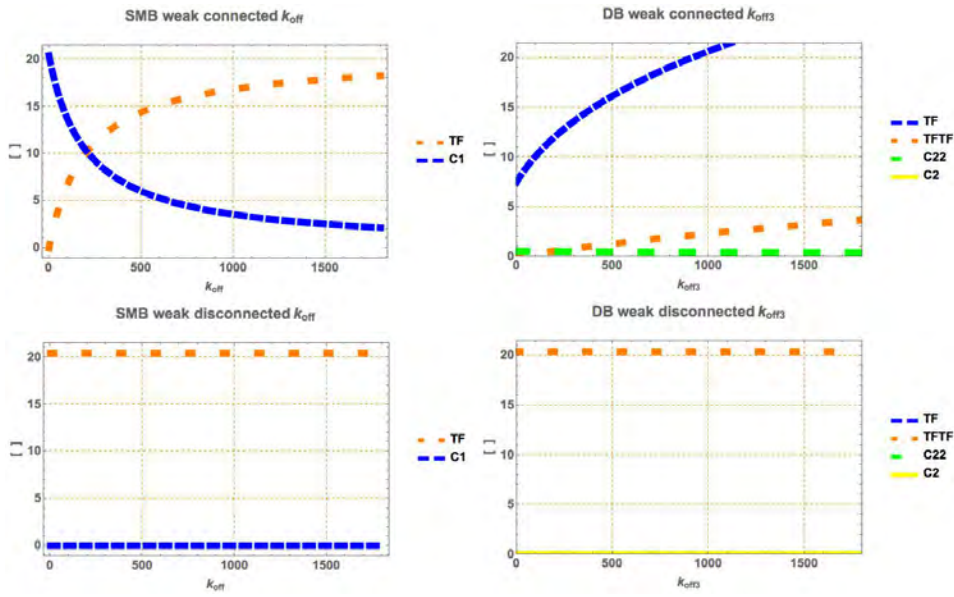 SMB weak connected k_off
20
15
10
5
0
[ ]
0 500 1000 1500
k_off
TF
C1
DB weak connected k_off3
20
15
10
5
0
[ ]
0 500 1000 1500
k_off3
TF
TFTF
C22
C2
SMB weak disconnected k_off
20
15
10
5
0
[ ]
0 500 1000 1500
k_off
TF
C1
DB weak disconnected k_off3
20
15
10
5
0
[ ]
0 500 1000 1500
k_off3
TF
TFTF
C22
C2